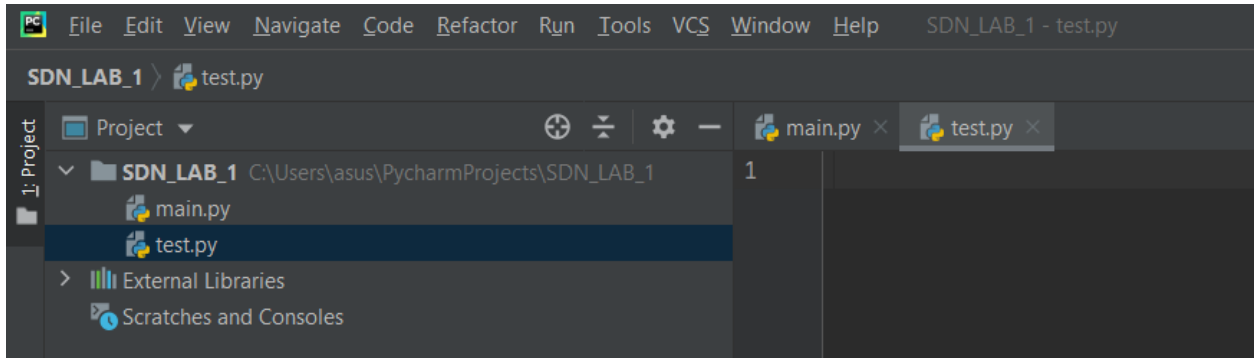 PC File Edit View Navigate Code Refactor Run Tools VCS Window Help SDN_LAB_1 - test.py
SDN_LAB_1 test.py
1: Project
Project
main.py
test.py
SDN_LAB_1 C:\Users\asus\PycharmProjects\SDN_LAB_1
1
main.py
test.py
External Libraries
Scratches and Consoles